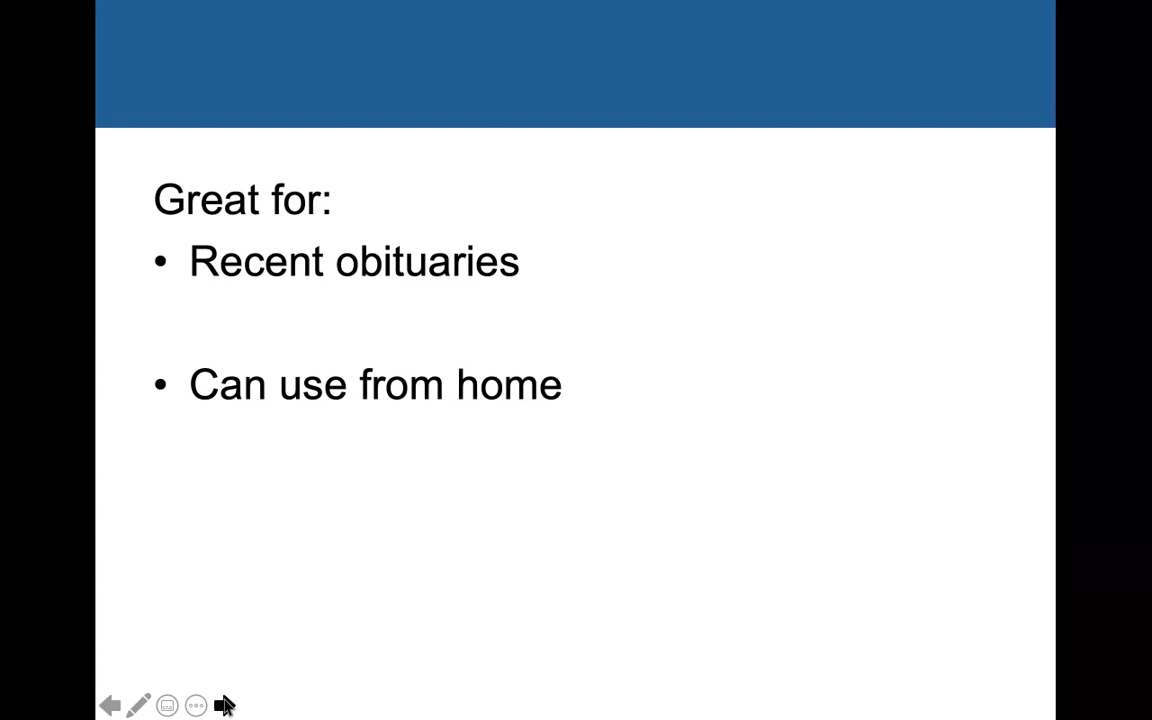 Great for:
• Recent obituaries
• Can use from home